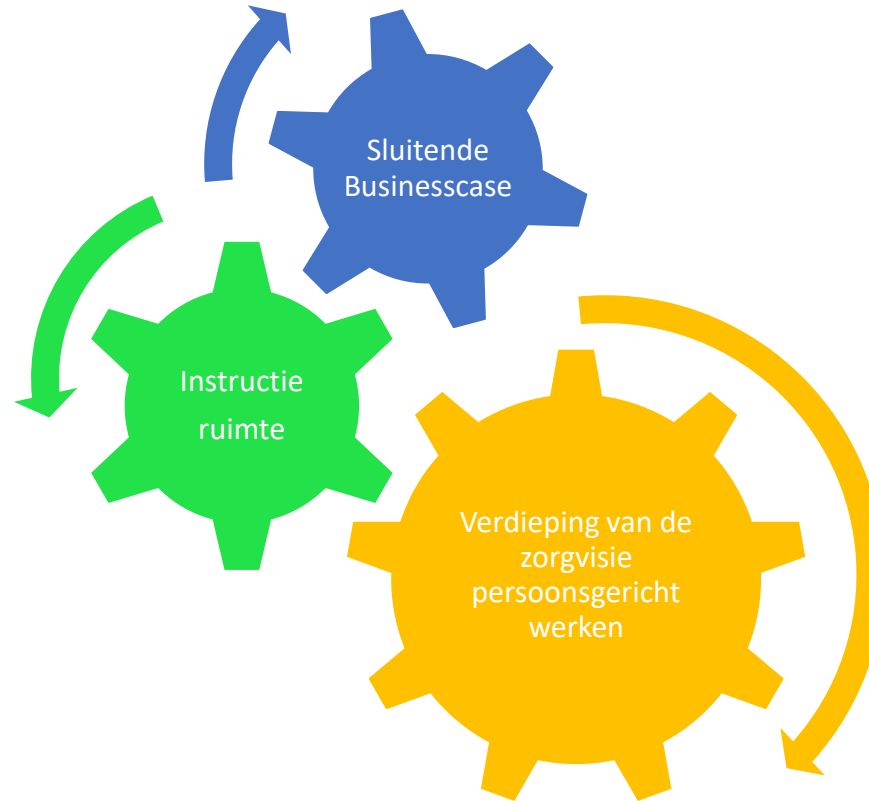 Sluitende
Businesscase
Instructie
ruimte
Verdieping van de
zorgvisie
persoonsgericht
werken